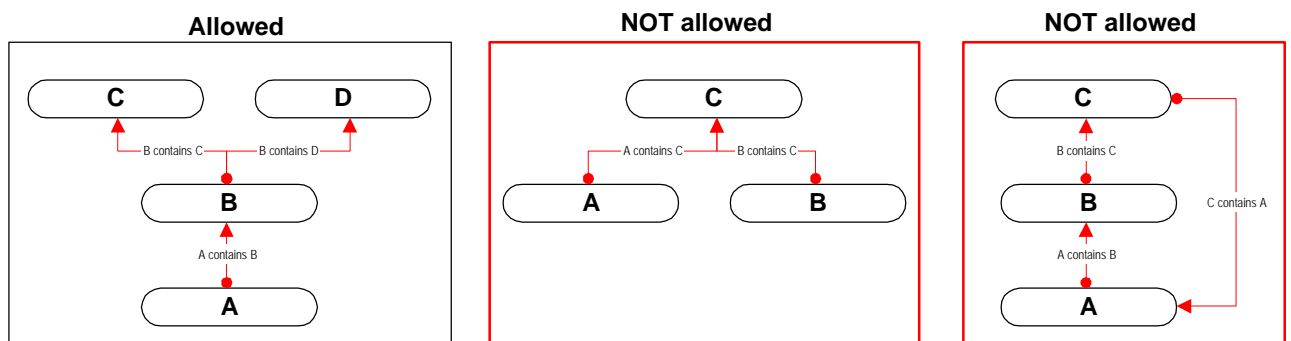 Allowed
C
D
B contains C
B contains D
B
A contains B
A
NOT allowed
C
A contains C
B contains C
A
B
NOT allowed
C
B contains C
B
C contains A
A contains B
A